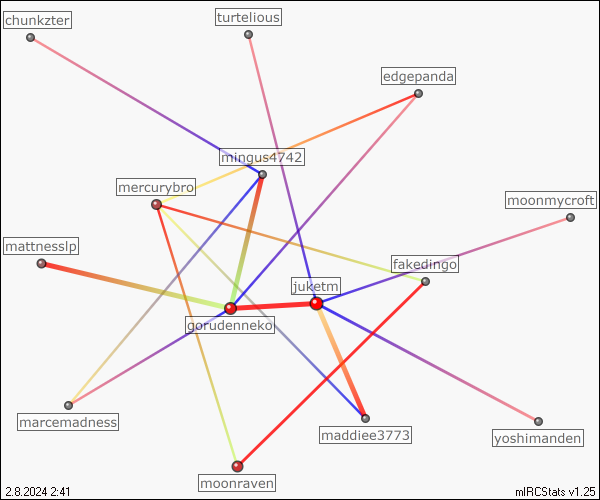 chunkzter
turtelious
edgepanda
mingus4742
mercurybro
moonmycroft
mattnesslp
fakedingo
juketm
gorudenneko
marcemadness
maddiee3773
yoshimanden
moonraven
2.8.2024 2:41
mIRCStats v1.25